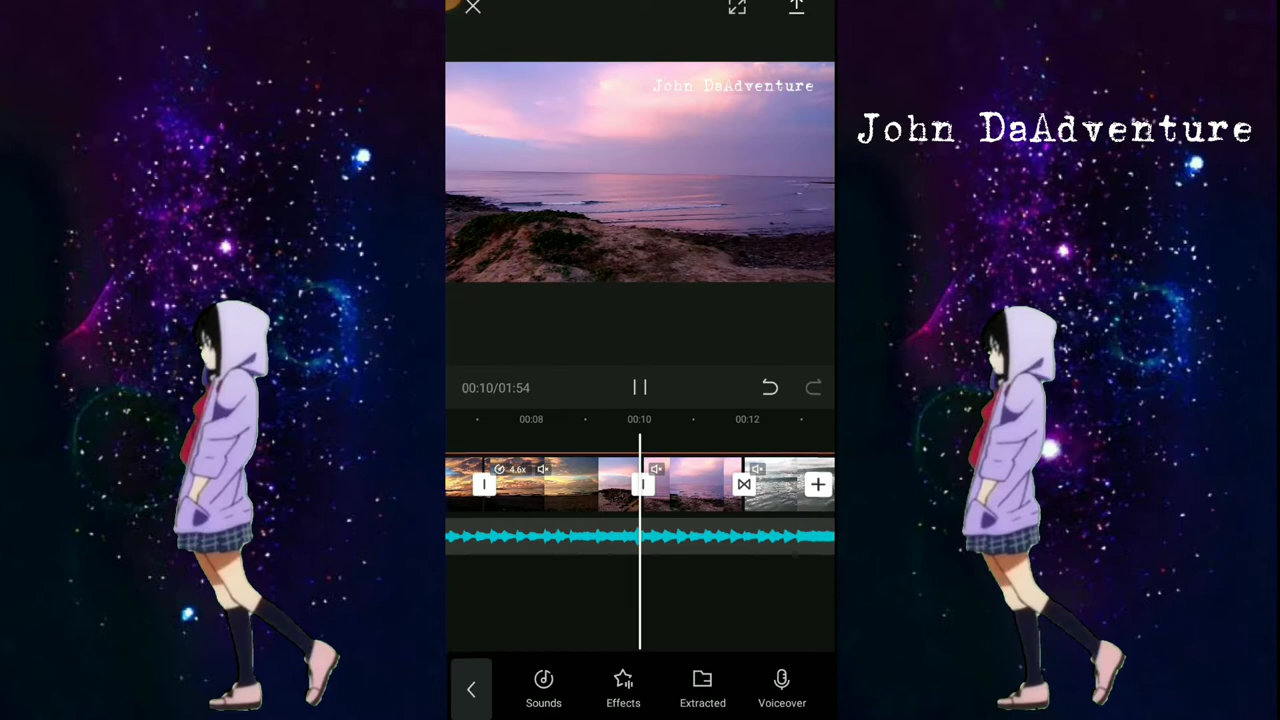 John DaAdventure
John DaAdventure
00:10/01:54
00:08
00:10
00:12
4.6x
Sounds
Effects
Extracted
Voiceover